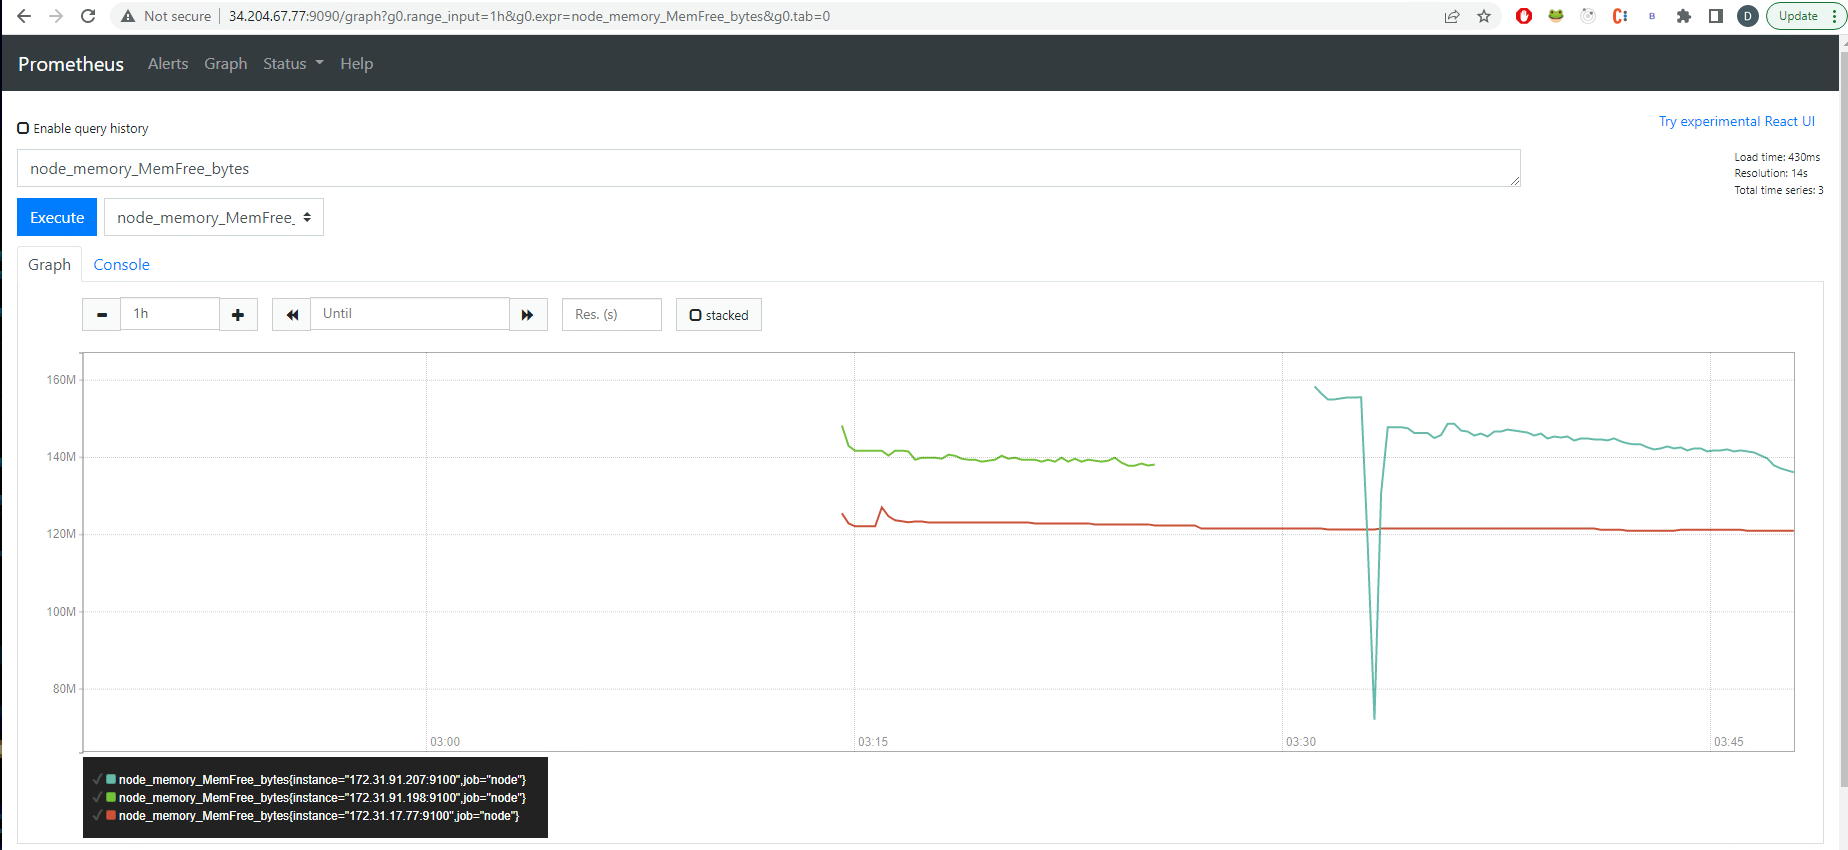 Not secure 34.204.67.77:9090/graph?g0.range_input=1h&g0.expr=node_memory_MemFree_bytes&g0.tab=0 D Update
Prometheus Alerts Graph Status Help
Enable query history Try experimental React UI
node_memory_MemFree_bytes
Load time: 430ms
Resolution: 14s
Total time series: 3
Execute node_memory_MemFree_
Graph Console
1h Until Res. (s) stacked
160M
140M
120M
100M
80M
03:00 03:15 03:30 03:45
node_memory_MemFree_bytes{instance="172.31.91.207:9100",job="node"}
node_memory_MemFree_bytes{instance="172.31.91.198:9100",job="node"}
node_memory_MemFree_bytes{instance="172.31.17.77:9100",job="node"}